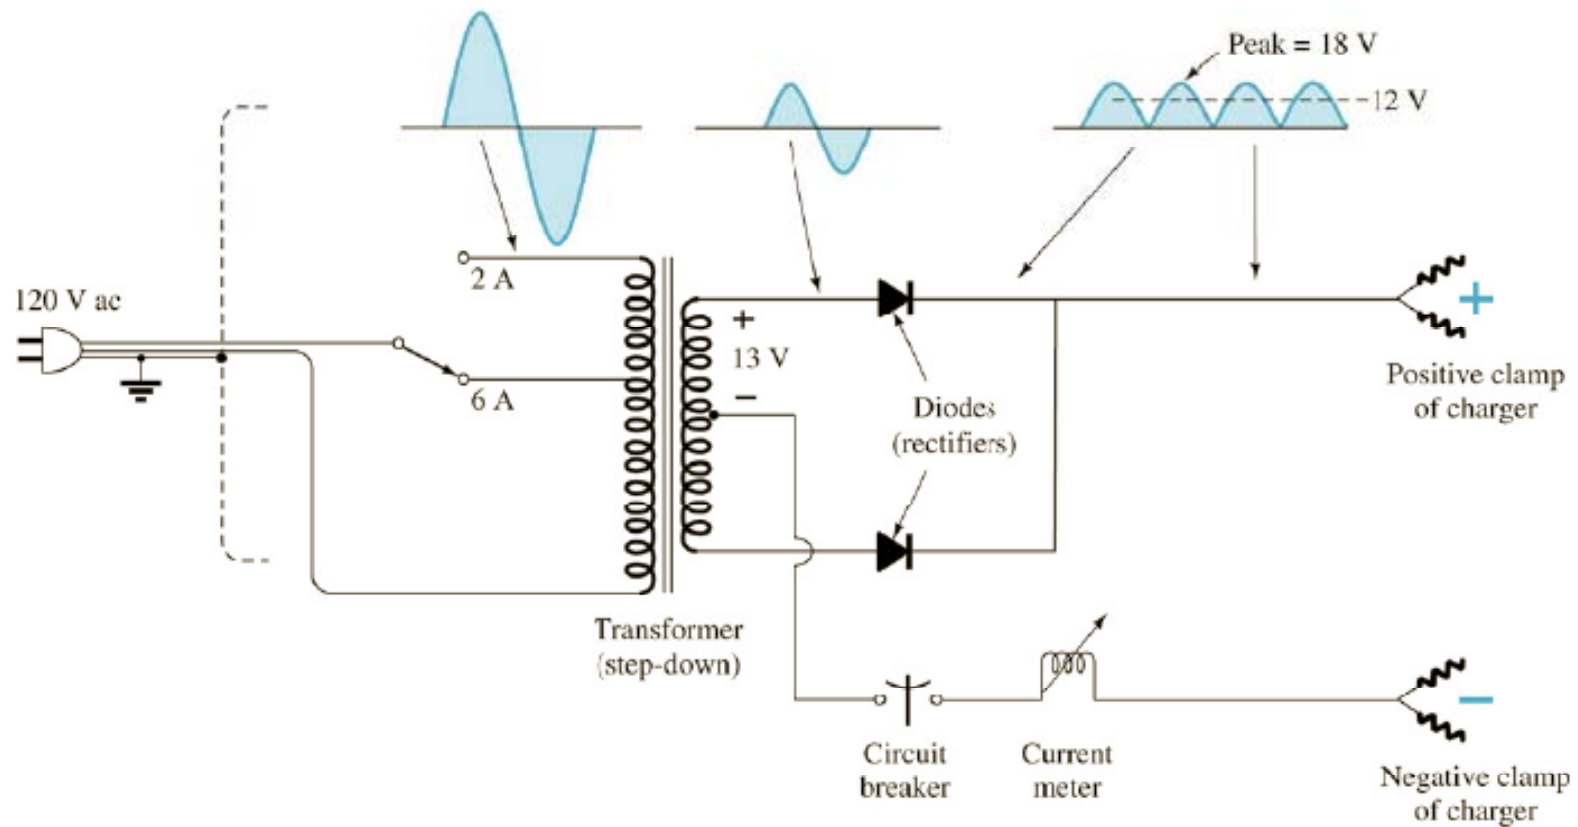 Peak = 18 V
12 V
2 A
120 V ac
+
13 V
−
+
6 A
Positive clamp
of charger
Diodes
(rectifiers)
Transformer
(step-down)
−
Circuit
breaker
Current
meter
Negative clamp
of charger